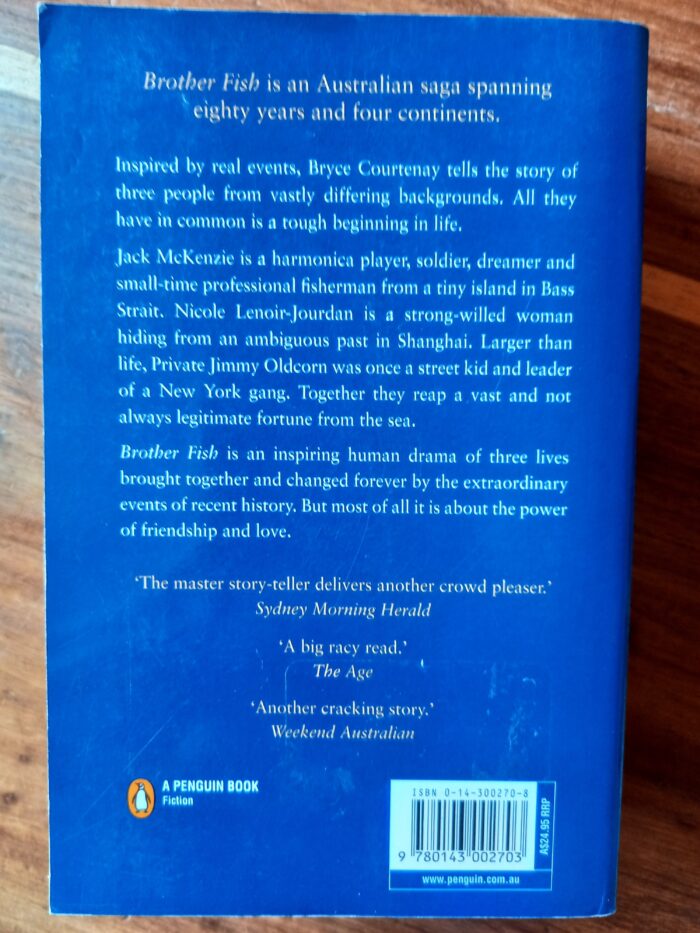 Brother Fish is an Australian saga spanning
eighty years and four continents.
Inspired by real events, Bryce Courtenay tells the story of
three people from vastly differing backgrounds. All they
have in common is a tough beginning in life.
Jack McKenzie is a harmonica player, soldier, dreamer and
small-time professional fisherman from a tiny island in Bass
Strait. Nicole Lenoir-Jourdan is a strong-willed woman
hiding from an ambiguous past in Shanghai. Larger than
life, Private Jimmy Oldcorn was once a street kid and leader
of a New York gang. Together they reap a vast and not
always legitimate fortune from the sea.
Brother Fish is an inspiring human drama of three lives
brought together and changed forever by the extraordinary
events of recent history. But most of all it is about the power
of friendship and love.
‘The master story-teller delivers another crowd pleaser.’
Sydney Morning Herald
‘A big racy read.’
The Age
‘Another cracking story.’
Weekend Australian
A PENGUIN BOOK
Fiction
ISBN 0-14-300270-8
9 780143 002703
A$24.95 RRP
www.penguin.com.au